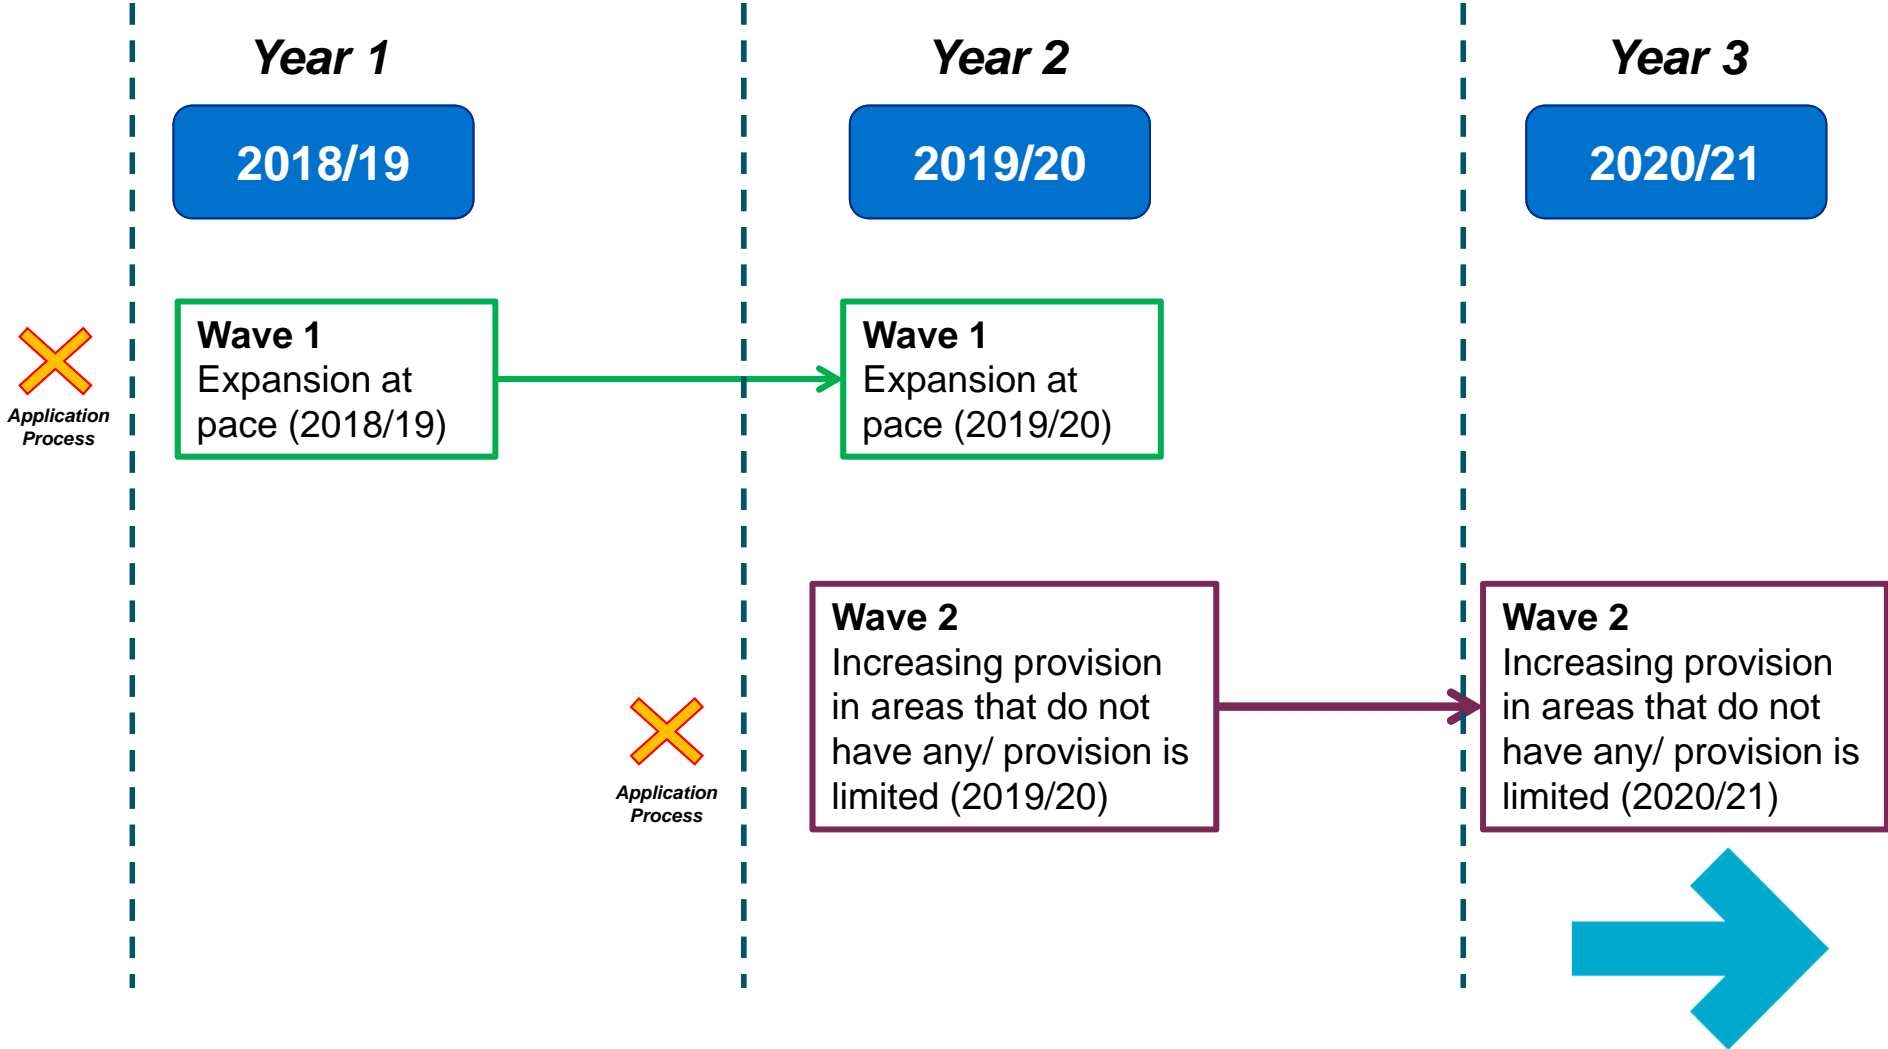 Year 1
Year 2
Year 3
2018/19
2019/20
2020/21
Application
Process
Wave 1
Expansion at
pace (2018/19)
Wave 1
Expansion at
pace (2019/20)
Application
Process
Wave 2
Increasing provision
in areas that do not
have any/ provision is
limited (2019/20)
Wave 2
Increasing provision
in areas that do not
have any/ provision is
limited (2020/21)